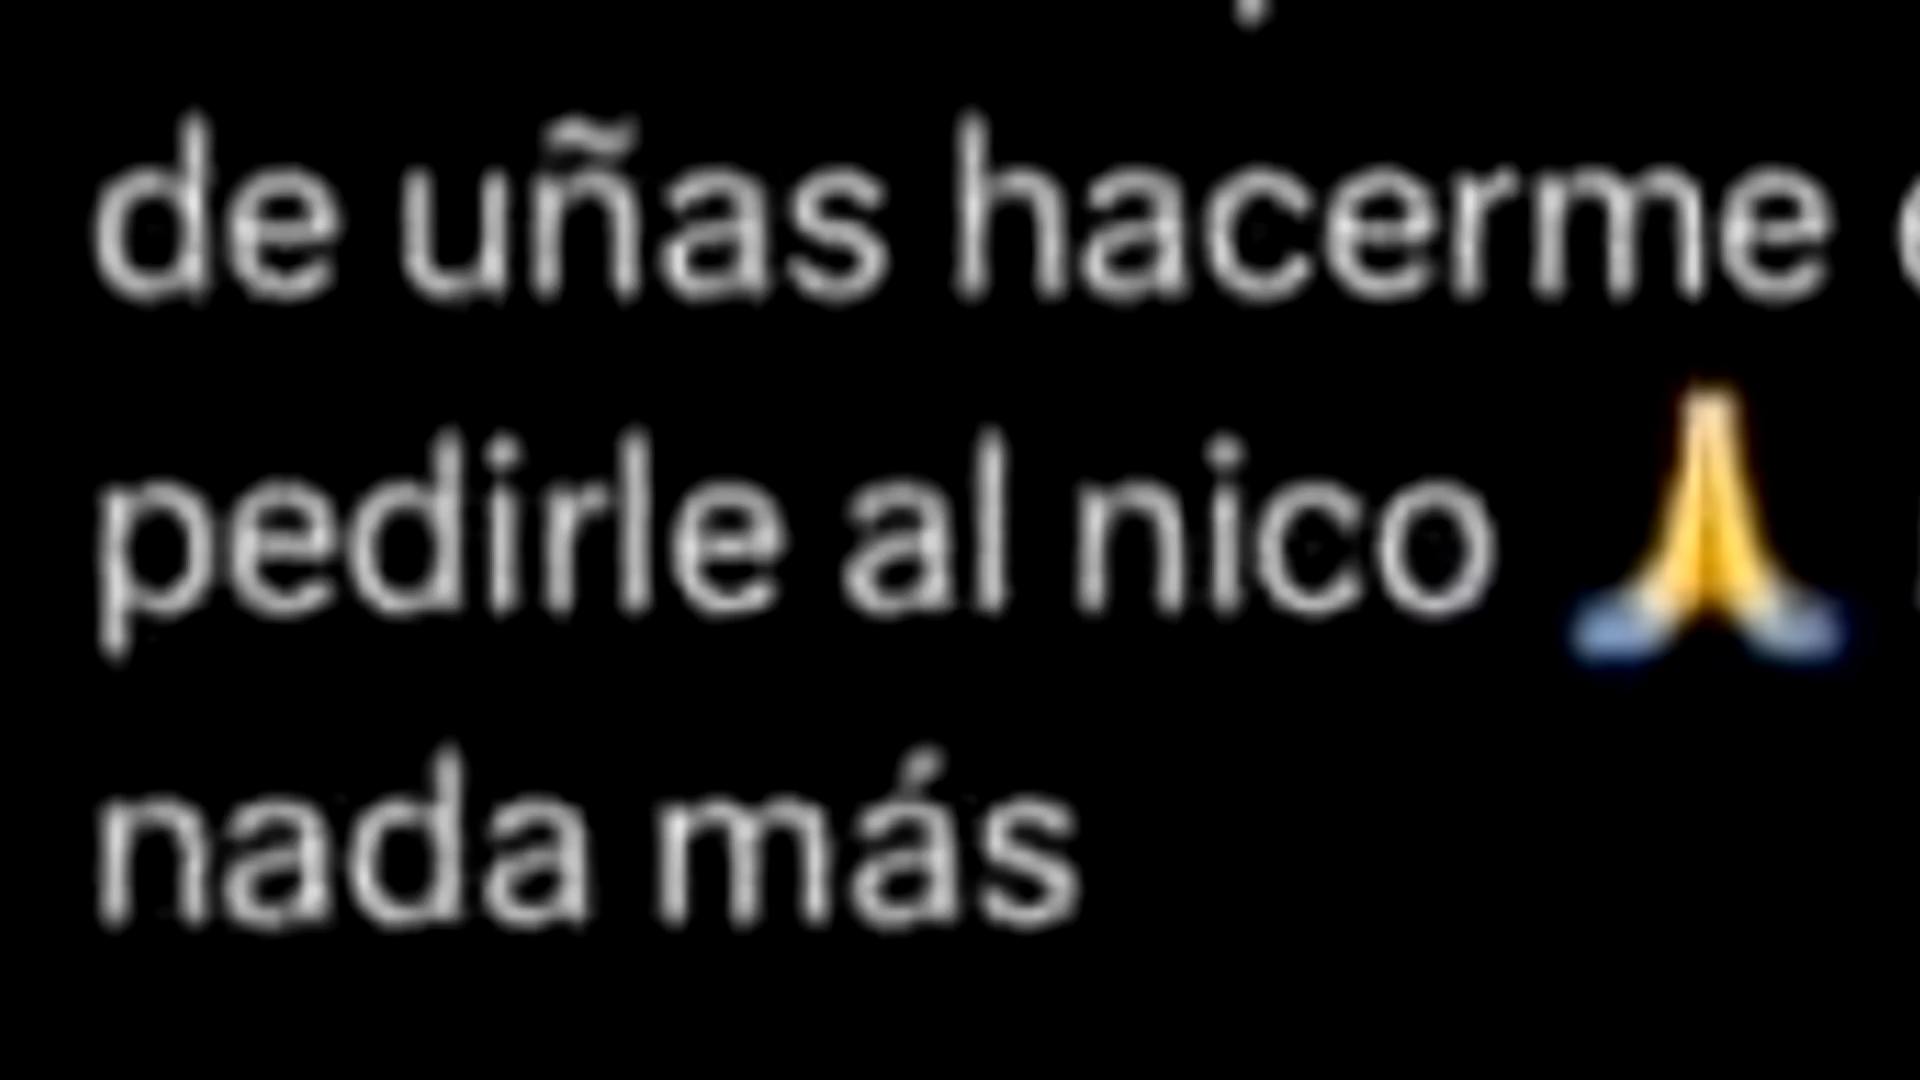 de uñas hacerme
pedirle al nico 🙏
nada más